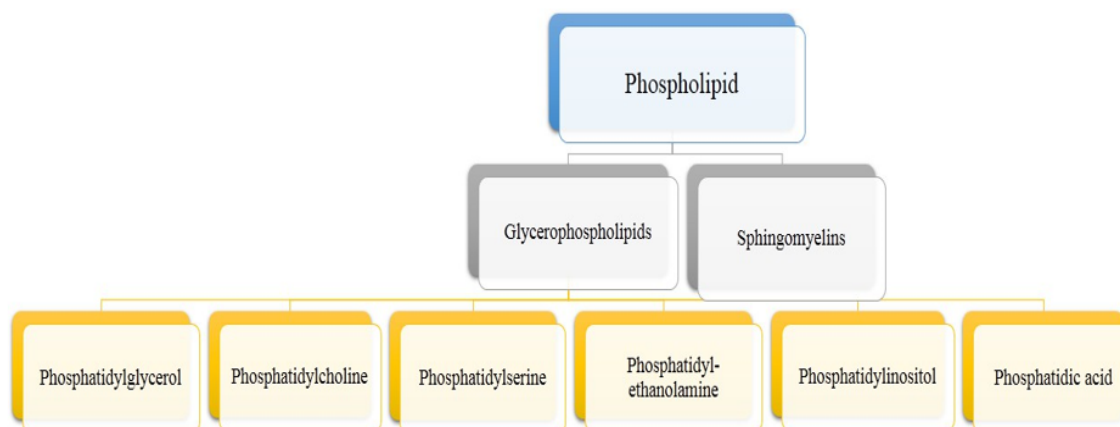 Phospholipid
Glycerophospholipids
Sphingomyelins
Phosphatidylglycerol
Phosphatidylcholine
Phosphatidylserine
Phosphatidyl-
ethanolamine
Phosphatidylinositol
Phosphatidic acid